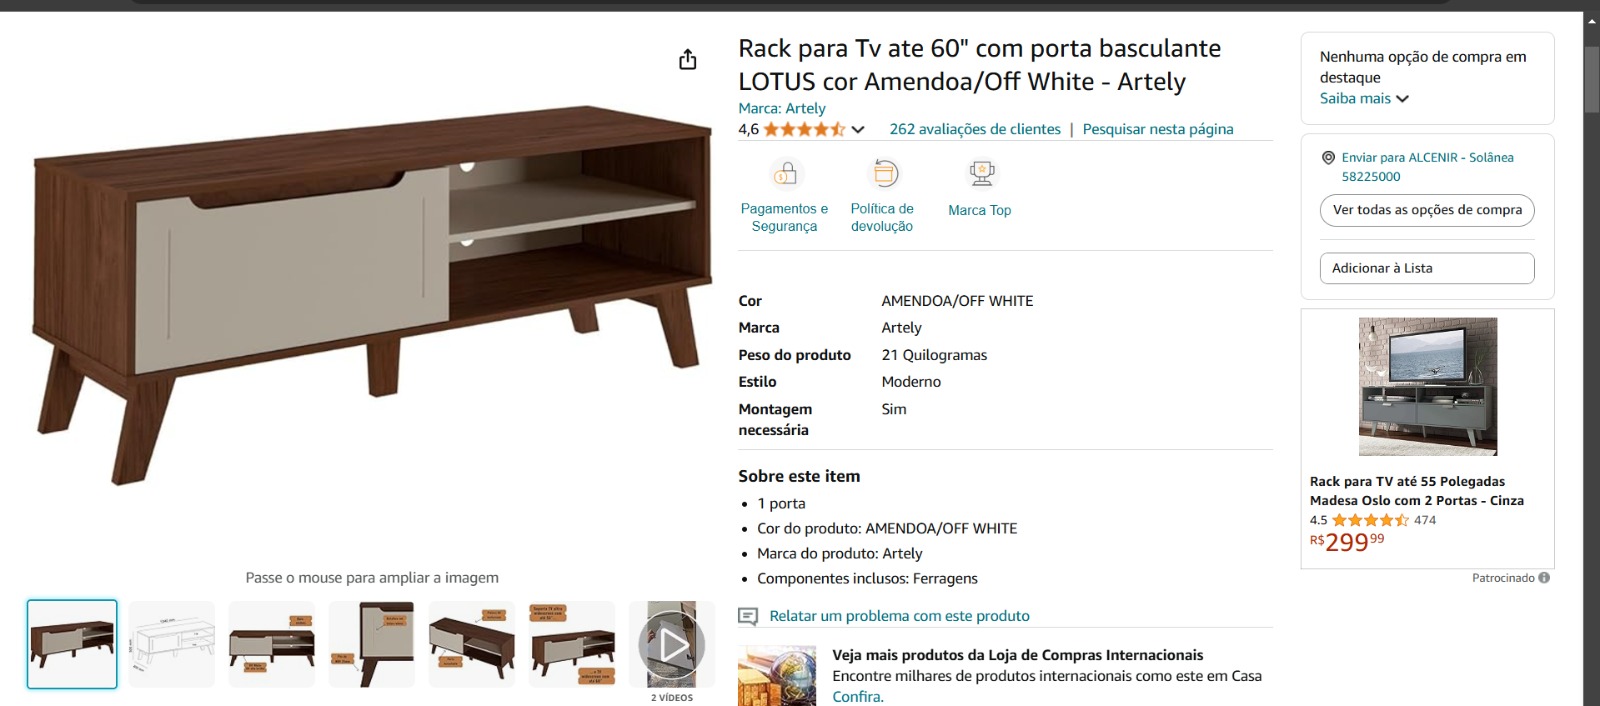 Rack para Tv ate 60" com porta basculante
LOTUS cor Amendoa/Off White - Artely
Marca: Artely
4,6
262 avaliações de clientes | Pesquisar nesta página
Pagamentos e
Segurança
Política de
devolução
Marca Top
Cor AMENDOA/OFF WHITE
Marca Artely
Peso do produto 21 Quilogramas
Estilo Moderno
Montagem
necessária
Sim
Sobre este item
1 porta
Cor do produto: AMENDOA/OFF WHITE
Marca do produto: Artely
Componentes inclusos: Ferragens
Relatar um problema com este produto
Veja mais produtos da Loja de Compras Internacionais
Encontre milhares de produtos internacionais como este em Casa
Confira.
Passe o mouse para ampliar a imagem
2 VÍDEOS
Nenhuma opção de compra em
destaque
Saiba mais
Enviar para ALCENIR - Solânea
58225000
Ver todas as opções de compra
Adicionar à Lista
Rack para TV até 55 Polegadas
Madesa Oslo com 2 Portas - Cinza
4.5 474
R$29999
Patrocinado